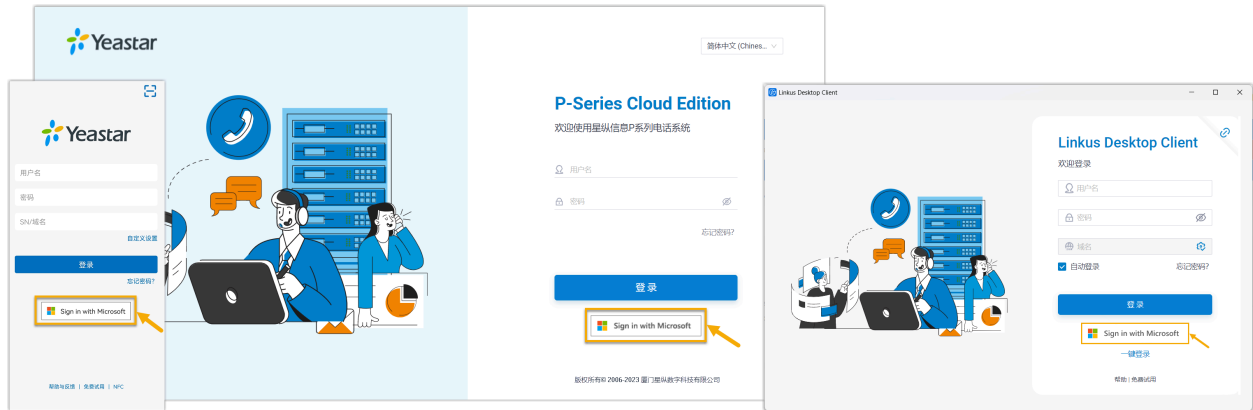 Yeastar
用户名
密码
SN/域名
自定义设置
登录
忘记密码?
Sign in with Microsoft
帮助与反馈 | 免费试用 | NFC
Yeastar
简体中文 (Chines...
P-Series Cloud Edition
欢迎使用星纵信息P系列电话系统
用户名
密码
忘记密码?
登录
Sign in with Microsoft
版权所有© 2006-2023 厦门星纵数字科技有限公司
Linkus Desktop Client
Linkus Desktop Client
欢迎登录
用户名
密码
域名
自动登录 忘记密码?
登录
Sign in with Microsoft
一键登录
帮助 | 免费试用